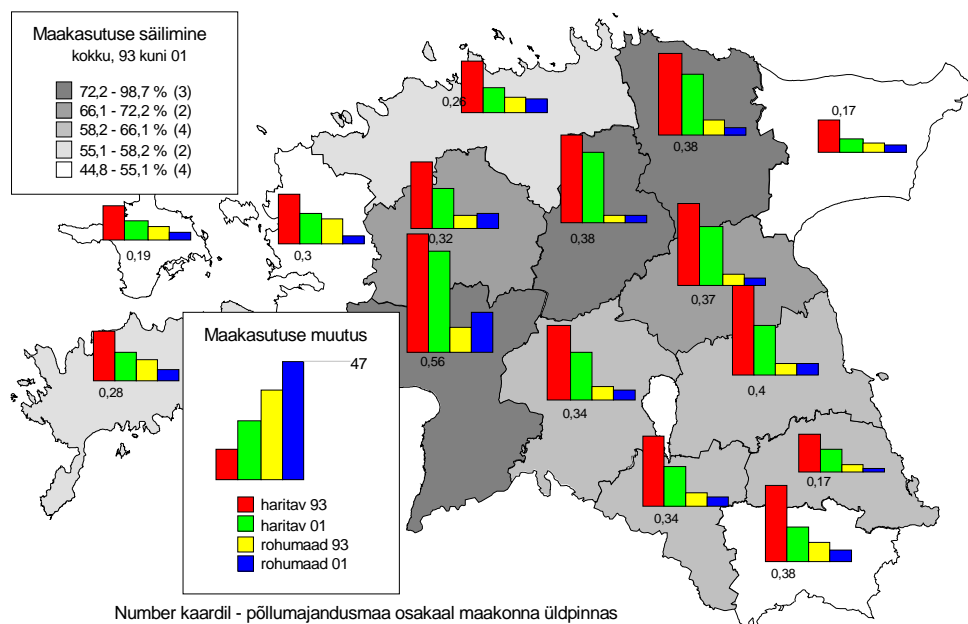 Maakasutuse säilimine
kokku, 93 kuni 01
72,2 - 98,7 % (3)
66,1 - 72,2 % (2)
58,2 - 66,1 % (4)
55,1 - 58,2 % (2)
44,8 - 55,1 % (4)
0,26
0,38
0,17
0,19
0,3
0,32
0,38
0,37
0,28
0,56
0,34
0,4
0,34
0,17
0,38
Maakasutuse muutus
47
haritav 93
haritav 01
rohumaad 93
rohumaad 01
Number kaardil - põllumajandusmaa osakaal maakonna üldpinnas